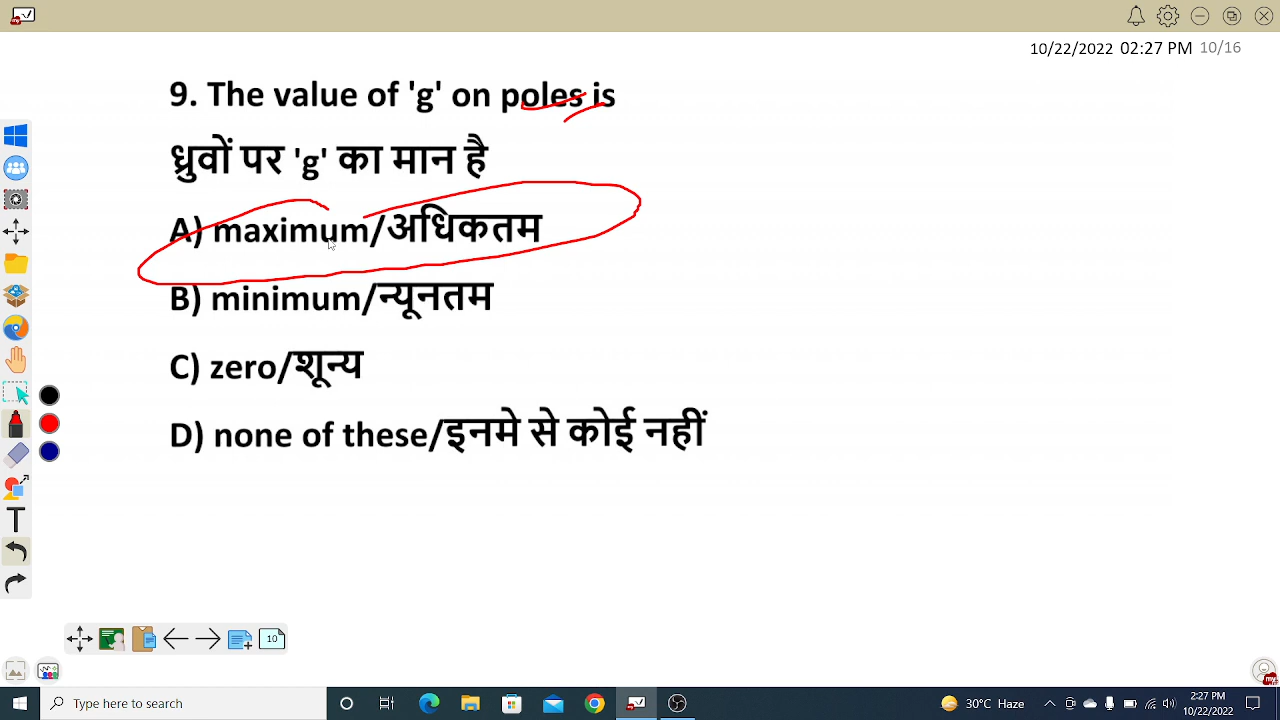 10/22/2022 02:27 PM 10/16
9. The value of 'g' on poles is
ध्रुवों पर 'g' का मान है
A) maximum/अधिकतम
B) minimum/न्यूनतम
C) zero/शून्य
D) none of these/इनमे से कोई नहीं
T
10
Type here to search
30°C Haze
2:27 PM
10/22/2022